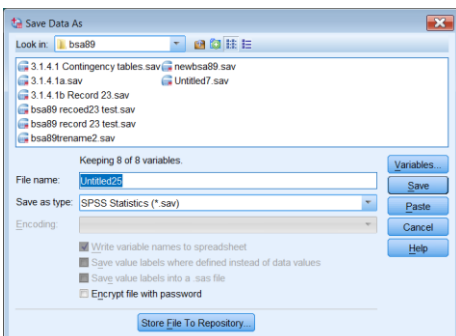 Save Data As
Look in: bsa89
3.1.4.1 Contingency tables.sav newbsa89.sav
3.1.4.1a.sav Untitled7.sav
3.1.4.1b Record 23.sav
bsa89 recoed23 test.sav
bsa89 record 23 test.sav
bsa89trename2.sav
Keeping 8 of 8 variables.
Variables...
File name: Untitled25
Save
Save as type: SPSS Statistics (*.sav)
Paste
Encoding:
Cancel
Write variable names to spreadsheet
Help
Save value labels where defined instead of data values
Save value labels into a .sas file
Encrypt file with password
Store File To Repository...